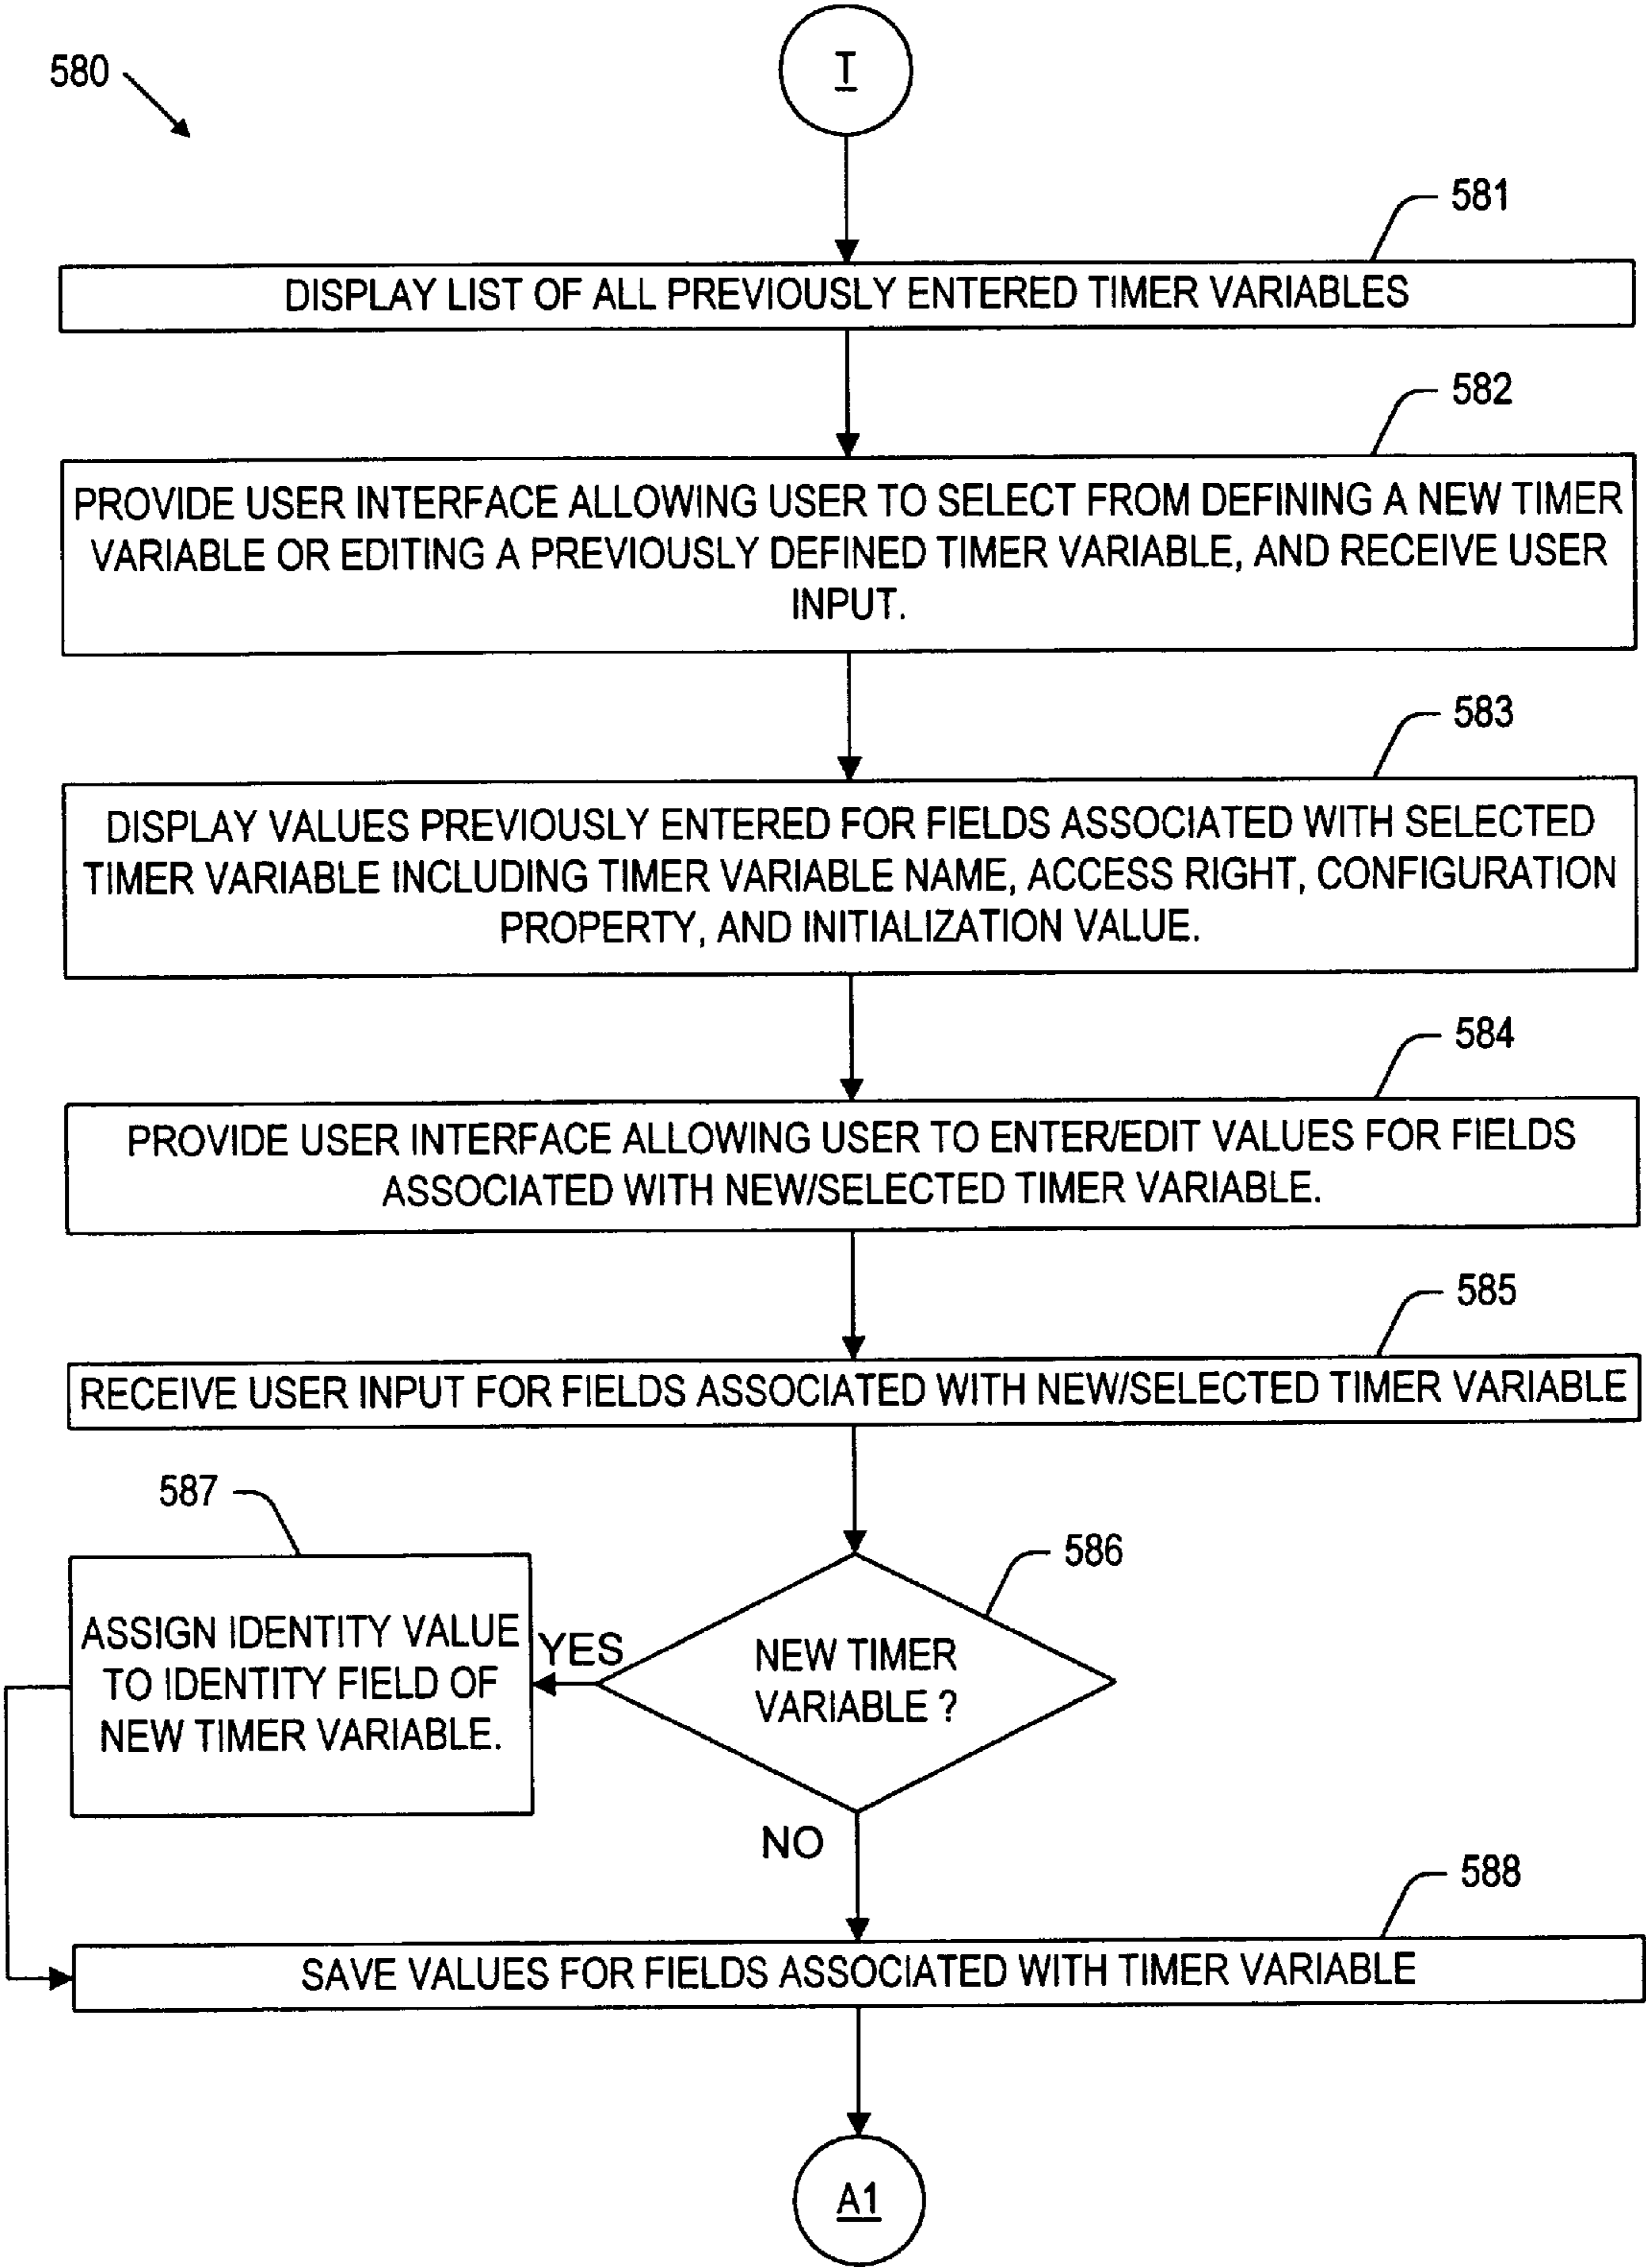 580
T
581
DISPLAY LIST OF ALL PREVIOUSLY ENTERED TIMER VARIABLES
582
PROVIDE USER INTERFACE ALLOWING USER TO SELECT FROM DEFINING A NEW TIMER
VARIABLE OR EDITING A PREVIOUSLY DEFINED TIMER VARIABLE, AND RECEIVE USER
INPUT.
583
DISPLAY VALUES PREVIOUSLY ENTERED FOR FIELDS ASSOCIATED WITH SELECTED
TIMER VARIABLE INCLUDING TIMER VARIABLE NAME, ACCESS RIGHT, CONFIGURATION
PROPERTY, AND INITIALIZATION VALUE.
584
PROVIDE USER INTERFACE ALLOWING USER TO ENTER/EDIT VALUES FOR FIELDS
ASSOCIATED WITH NEW/SELECTED TIMER VARIABLE.
585
RECEIVE USER INPUT FOR FIELDS ASSOCIATED WITH NEW/SELECTED TIMER VARIABLE
586
NEW TIMER
VARIABLE ?
YES
587
ASSIGN IDENTITY VALUE
TO IDENTITY FIELD OF
NEW TIMER VARIABLE.
NO
588
SAVE VALUES FOR FIELDS ASSOCIATED WITH TIMER VARIABLE
A1